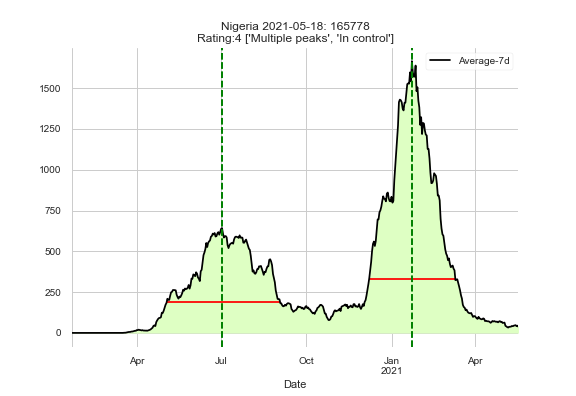 Nigeria 2021-05-18: 165778
Rating:4 ['Multiple peaks', 'In control']
Average-7d
1500
1250
1000
750
500
250
0
Apr
Jul
Oct
Jan
2021
Apr
Date